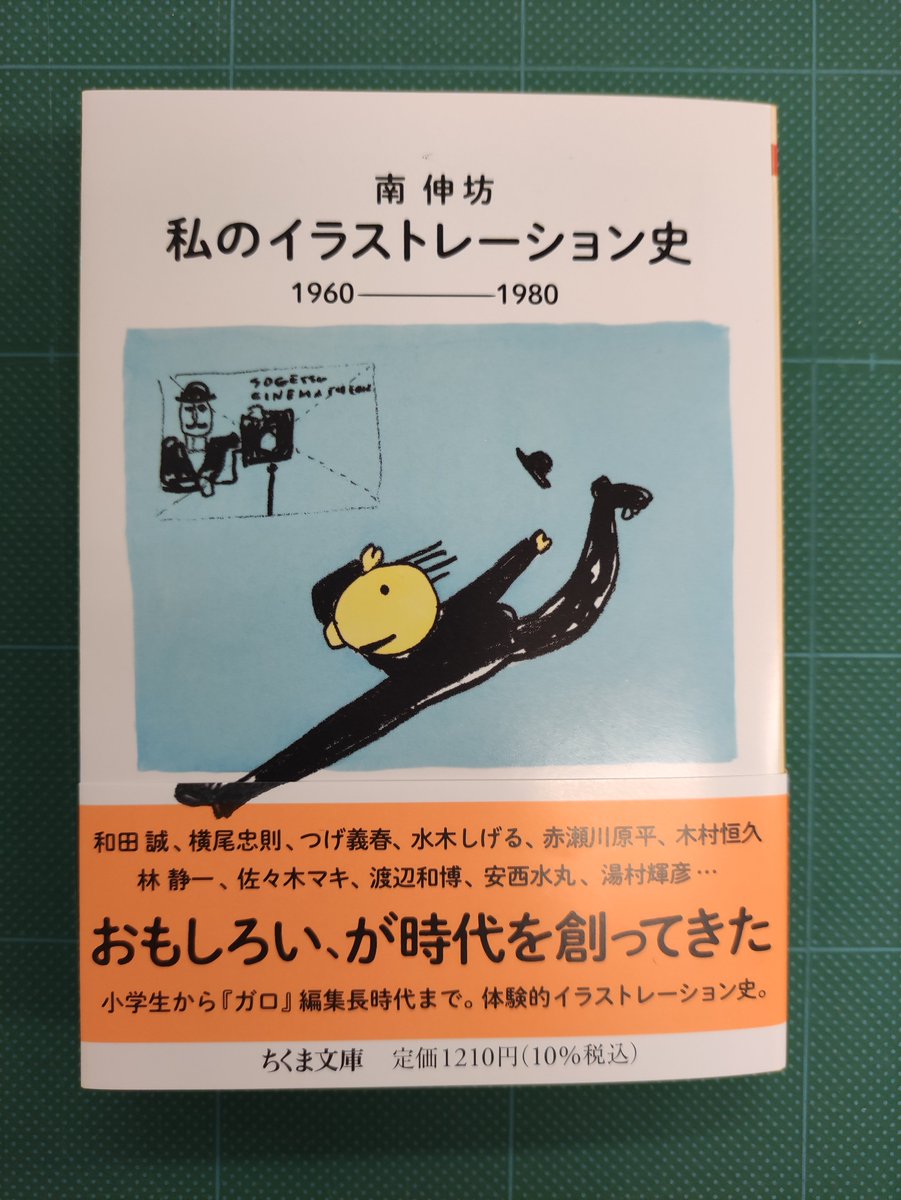 南 伸坊
私のイラストレーション史
1960――1980
SOGETSU
CINEMATHEQUE
和田 誠、横尾忠則、つげ義春、水木しげる、赤瀬川原平、木村恒久
林 静一、佐々木マキ、渡辺和博、安西水丸、湯村輝彦…
おもしろい、が時代を創ってきた
小学生から『ガロ』編集長時代まで。体験的イラストレーション史。
ちくま文庫 定価1210円(10%税込)